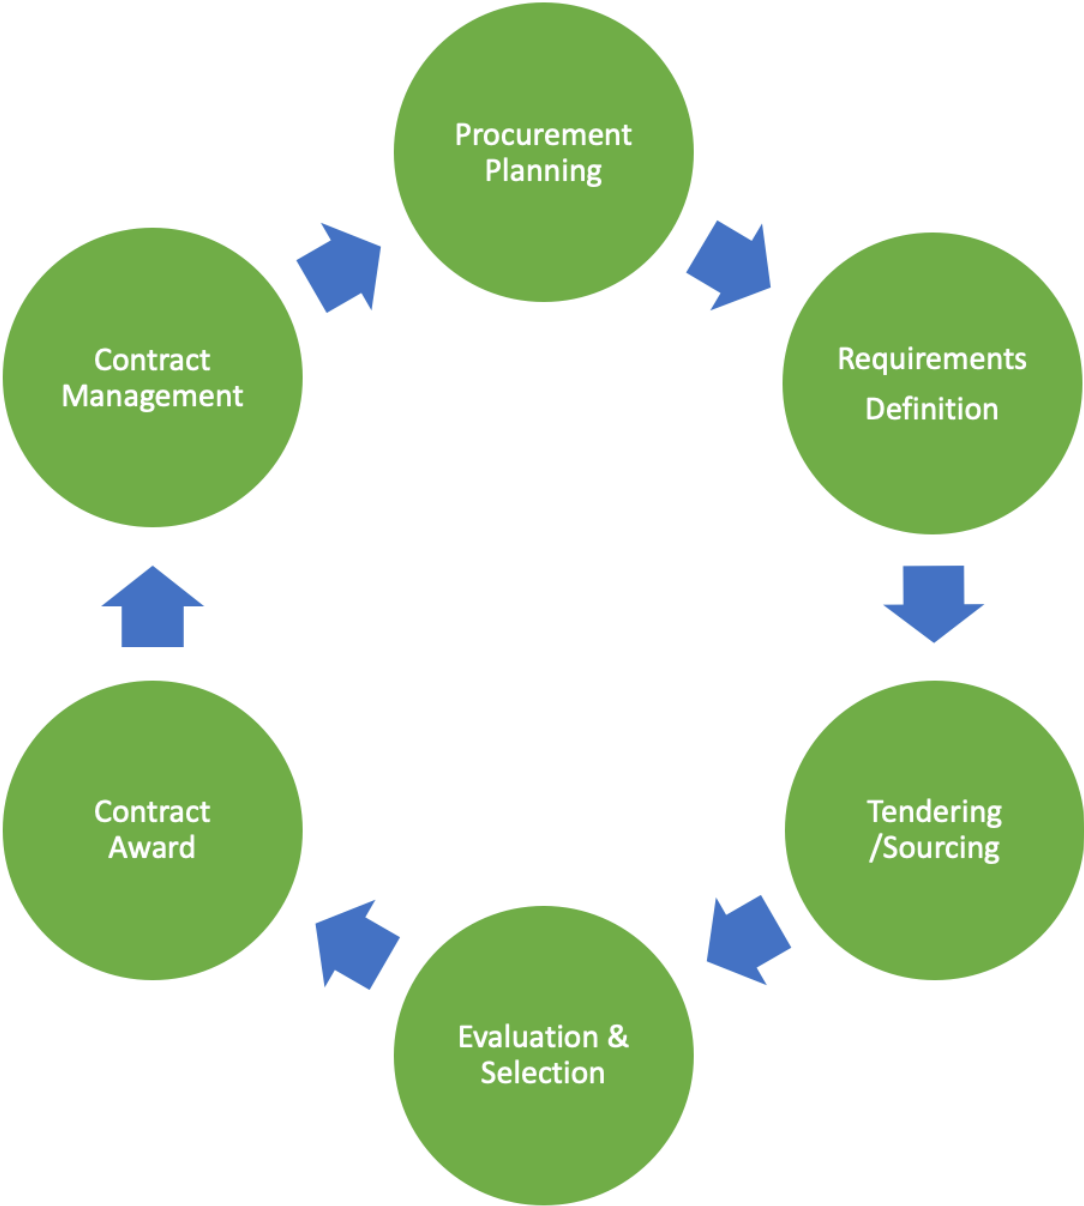 Procurement
Planning
Requirements
Definition
Tendering
/Sourcing
Evaluation &
Selection
Contract
Award
Contract
Management